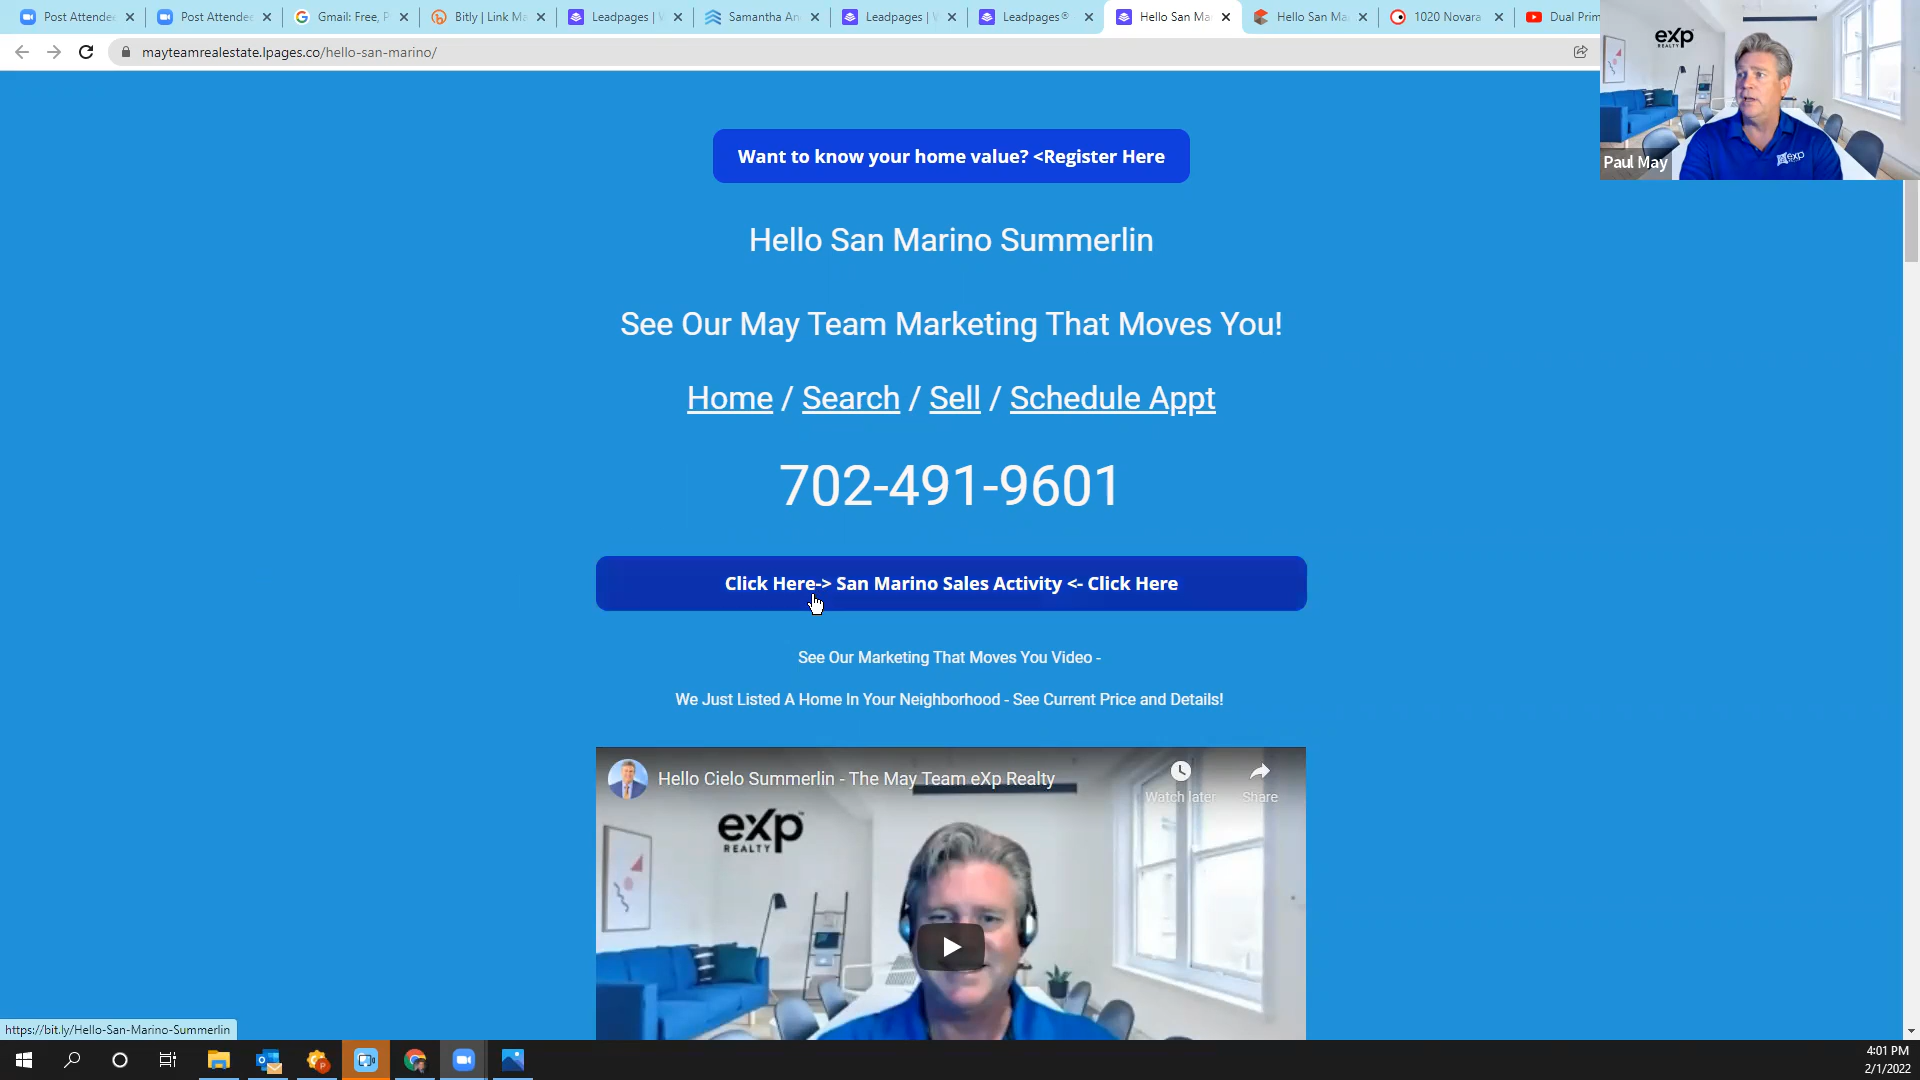 Post Attendee
Post Attendee
Gmail: Free, P
Bitly | Link Ma
Leadpages | W
Samantha An
Leadpages | W
Leadpages®
Hello San Ma
Hello San Ma
1020 Novara
Dual Prim
mayteamrealestate.lpages.co/hello-san-marino/
eXp
REALTY
eXp
Paul May
Want to know your home value? <Register Here
Hello San Marino Summerlin
See Our May Team Marketing That Moves You!
Home / Search / Sell / Schedule Appt
702-491-9601
Click Here-> San Marino Sales Activity <- Click Here
See Our Marketing That Moves You Video -
We Just Listed A Home In Your Neighborhood - See Current Price and Details!
Hello Cielo Summerlin - The May Team eXp Realty
Watch later
Share
eXp
REALTY
https://bit.ly/Hello-San-Marino-Summerlin
4:01 PM
2/1/2022